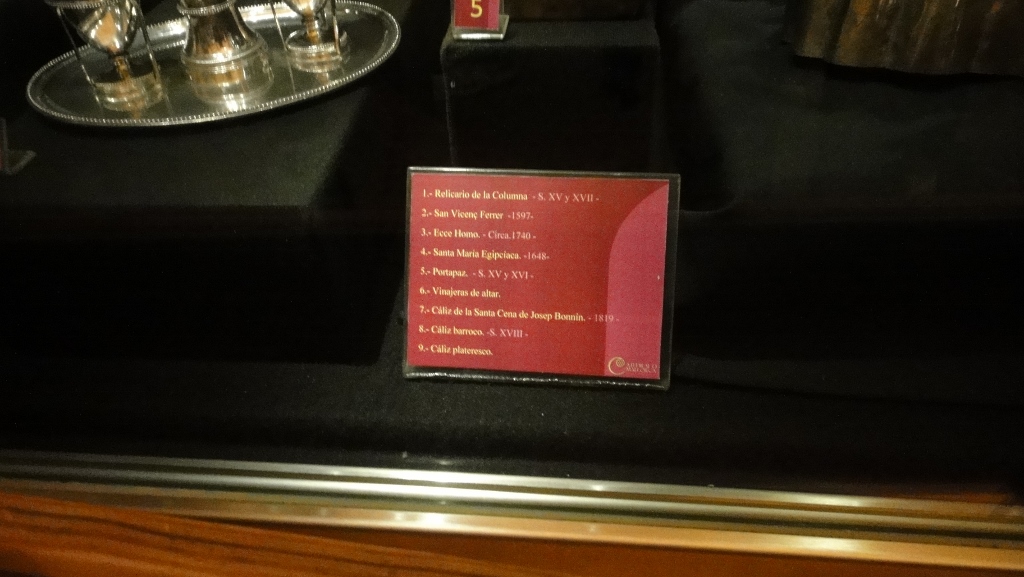 5
1.- Relicario de la Columna - S. XV y XVII -
2.- San Vicenç Ferrer -1597-
3.- Ecce Homo. - Circa.1740 -
4.- Santa María Egipciaca. -1648-
5.- Portapaz. - S. XV y XVI -
6.- Vinajeras de altar.
7.- Cáliz de la Santa Cena de Josep Bonnín. - 1819 -
8.- Cáliz barroco. -S. XVIII -
9.- Cáliz plateresco.